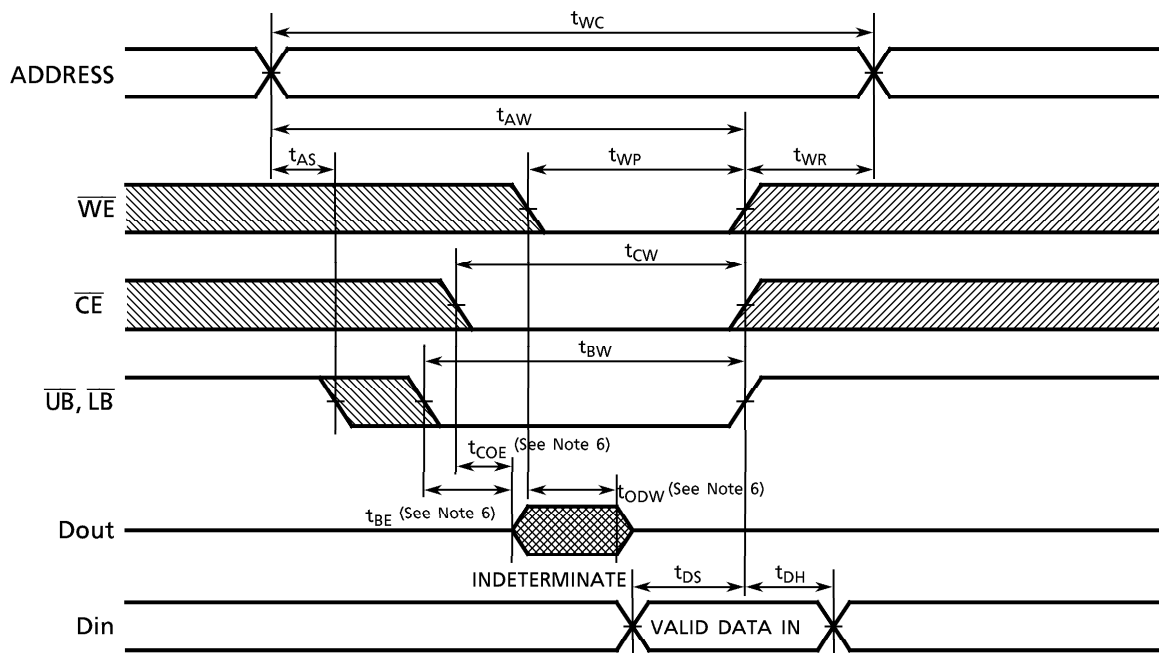 tWC
ADDRESS
tAW
tAS tWP tWR
WE
tCW
CE
tBW
UB, LB
tCOE (See Note 6)
tODW (See Note 6)
tBE (See Note 6)
Dout
INDETERMINATE tDS tDH
Din VALID DATA IN